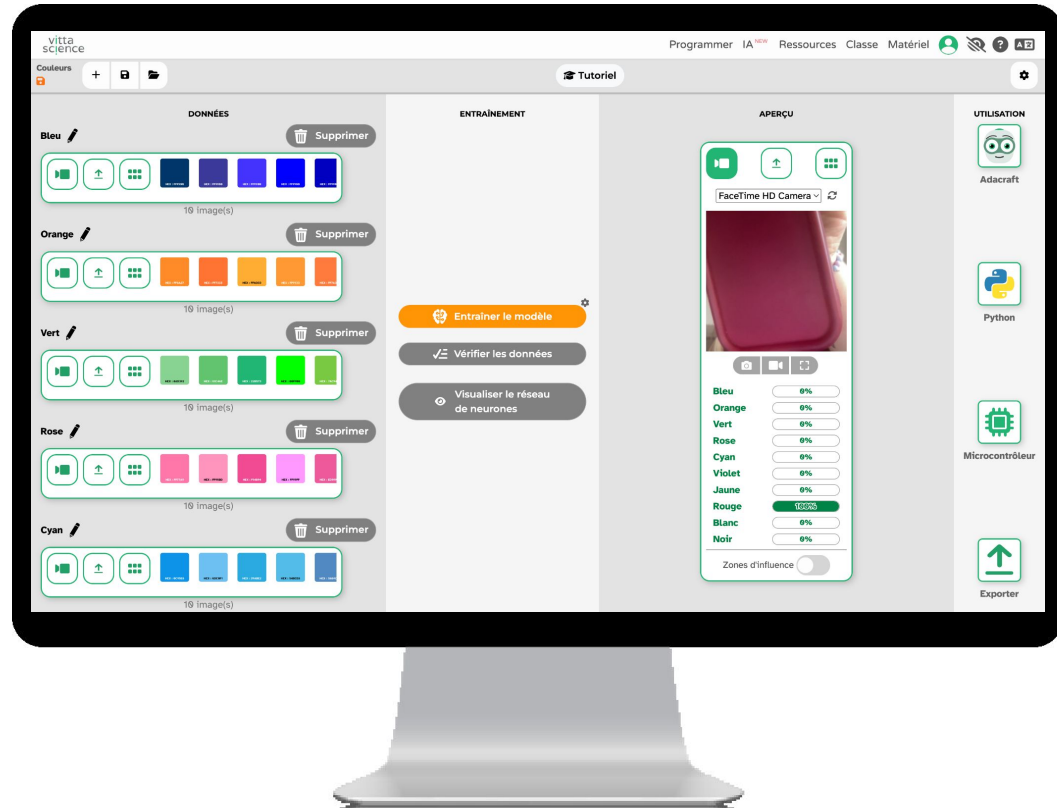 vitta
science
Programmer IA NEW Ressources Classe Matériel
Couleurs
Tutoriel
DONNÉES
Bleu
Supprimer
10 image(s)
Orange
Supprimer
10 image(s)
Vert
Supprimer
10 image(s)
Rose
Supprimer
10 image(s)
Cyan
Supprimer
10 image(s)
ENTRAÎNEMENT
Entraîner le modèle
Vérifier les données
Visualiser le réseau
de neurones
APERÇU
FaceTime HD Camera
Bleu 0%
Orange 0%
Vert 0%
Rose 0%
Cyan 0%
Violet 0%
Jaune 0%
Rouge 100%
Blanc 0%
Noir 0%
Zones d'influence
UTILISATION
Adacraft
Python
Microcontrôleur
Exporter